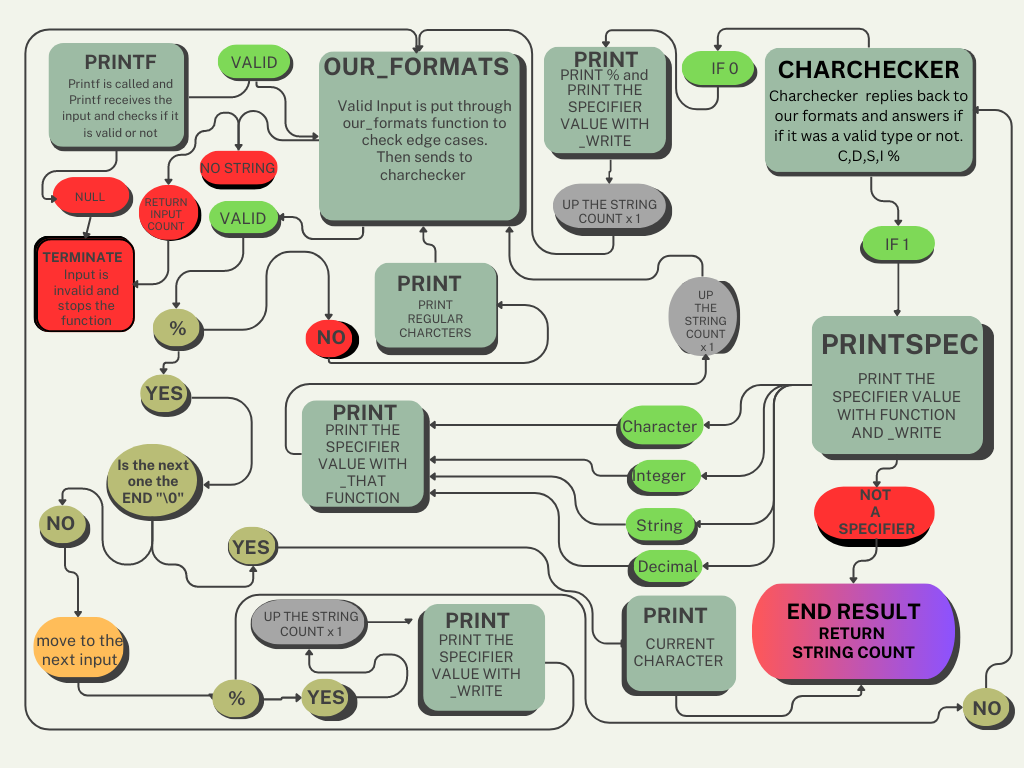 PRINTF
Printf is called and
Printf receives the
input and checks if it
is valid or not
VALID
OUR_FORMATS
Valid Input is put through
our_formats function to
check edge cases.
Then sends to
charchecker
PRINT
PRINT % and
PRINT THE
SPECIFIER
VALUE WITH
_WRITE
IF 0
CHARCHECKER
Charchecker replies back to
our formats and answers if
if it was a valid type or not.
C,D,S,I %
NO STRING
NULL
RETURN
INPUT
COUNT
VALID
UP THE STRING
COUNT x 1
IF 1
TERMINATE
Input is
invalid and
stops the
function
PRINT
PRINT
REGULAR
CHARCTERS
UP
THE
STRING
COUNT
x 1
%
NO
PRINTSPEC
PRINT THE
SPECIFIER VALUE
WITH FUNCTION
AND _WRITE
YES
PRINT
PRINT THE
SPECIFIER
VALUE WITH
_THAT
FUNCTION
Character
Integer
String
Decimal
Is the next
one the
END "\0"
NOT
A
SPECIFIER
NO
YES
END RESULT
RETURN
STRING COUNT
move to the
next input
UP THE STRING
COUNT x 1
PRINT
PRINT THE
SPECIFIER
VALUE WITH
_WRITE
PRINT
CURRENT
CHARACTER
%
YES
NO